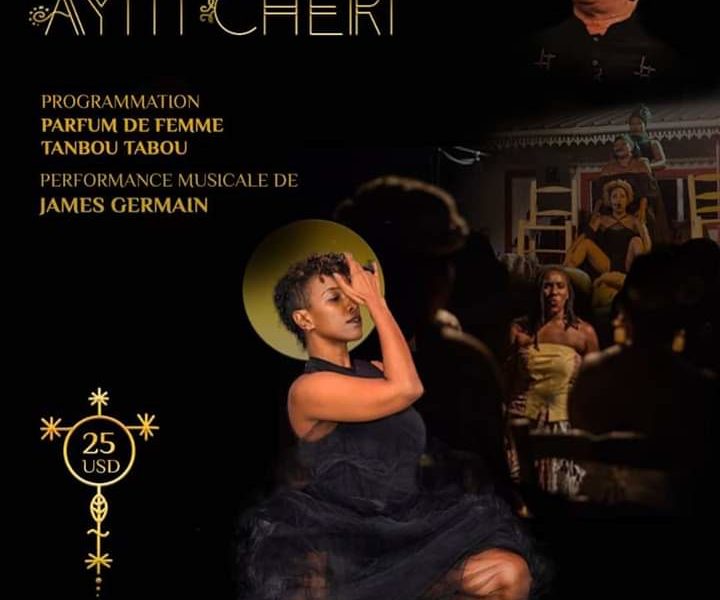 AYITI CHERI
PROGRAMMATION
PARFUM DE FEMME
TANBOU TABOU
PERFORMANCE MUSICALE DE
JAMES GERMAIN
25
USD